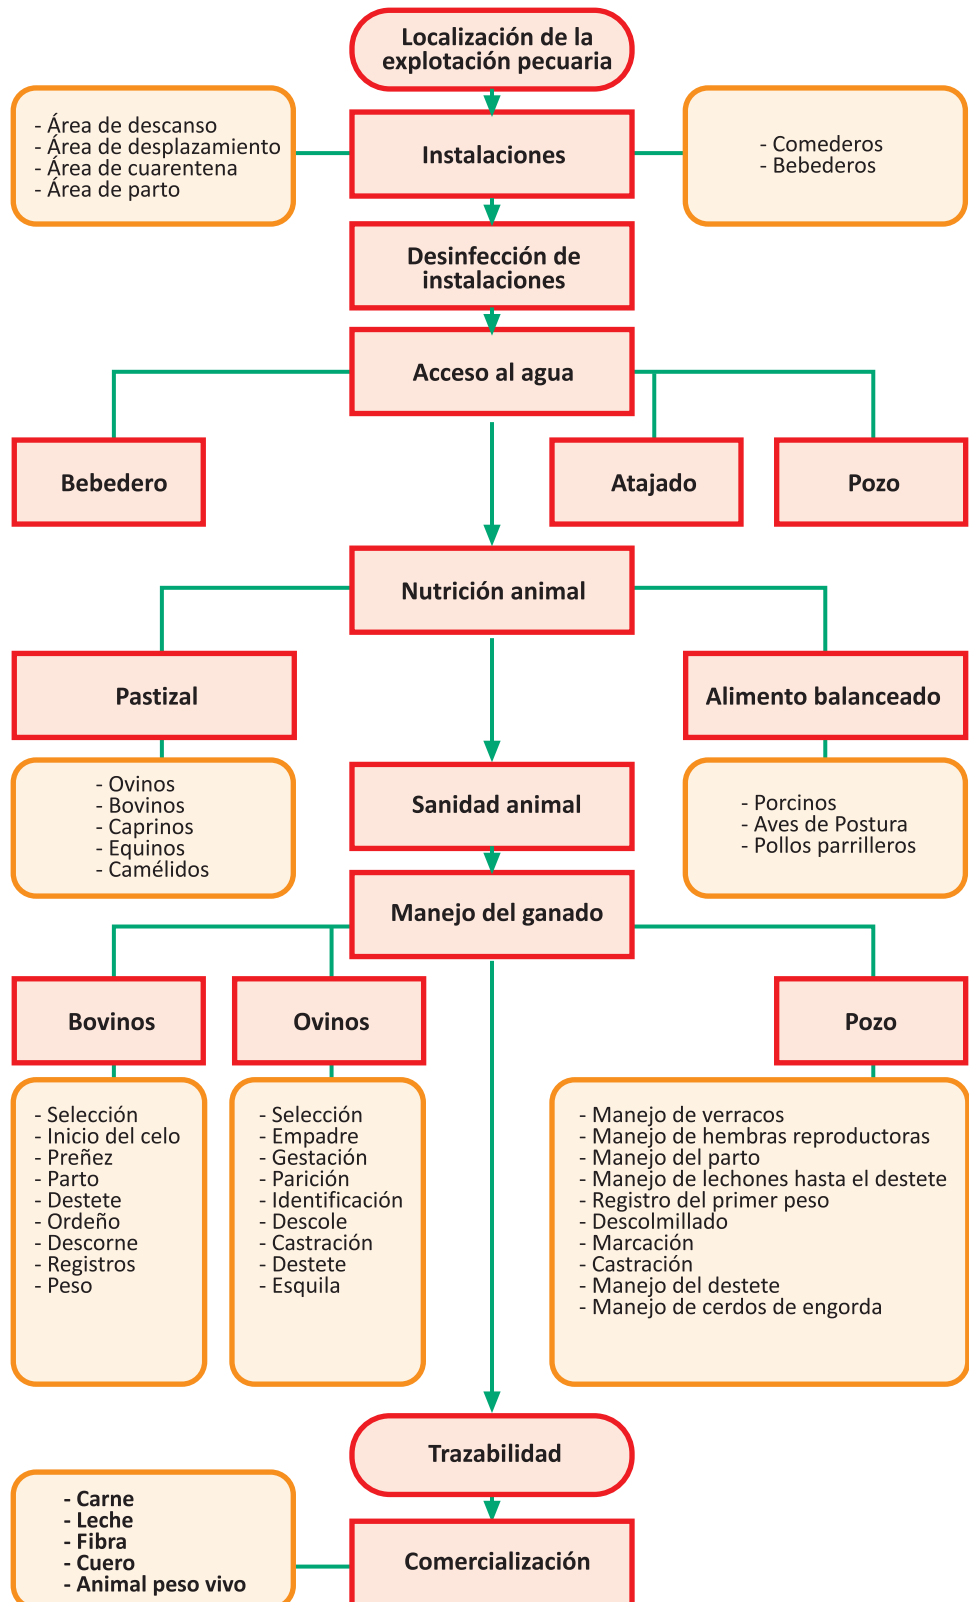 Localización de la
explotación pecuaria
- Área de descanso
- Área de desplazamiento
- Área de cuarentena
- Área de parto
Instalaciones
- Comederos
- Bebederos
Desinfección de
instalaciones
Acceso al agua
Bebedero
Atajado
Pozo
Nutrición animal
Pastizal
Alimento balanceado
- Ovinos
- Bovinos
- Caprinos
- Equinos
- Camélidos
Sanidad animal
- Porcinos
- Aves de Postura
- Pollos parrilleros
Manejo del ganado
Bovinos
Ovinos
Pozo
- Selección
- Inicio del celo
- Preñez
- Parto
- Destete
- Ordeño
- Descorne
- Registros
- Peso
- Selección
- Empadre
- Gestación
- Parición
- Identificación
- Descole
- Castración
- Destete
- Esquila
- Manejo de verracos
- Manejo de hembras reproductoras
- Manejo del parto
- Manejo de lechones hasta el destete
- Registro del primer peso
- Descolmillado
- Marcación
- Castración
- Manejo del destete
- Manejo de cerdos de engorda
Trazabilidad
- Carne
- Leche
- Fibra
- Cuero
- Animal peso vivo
Comercialización